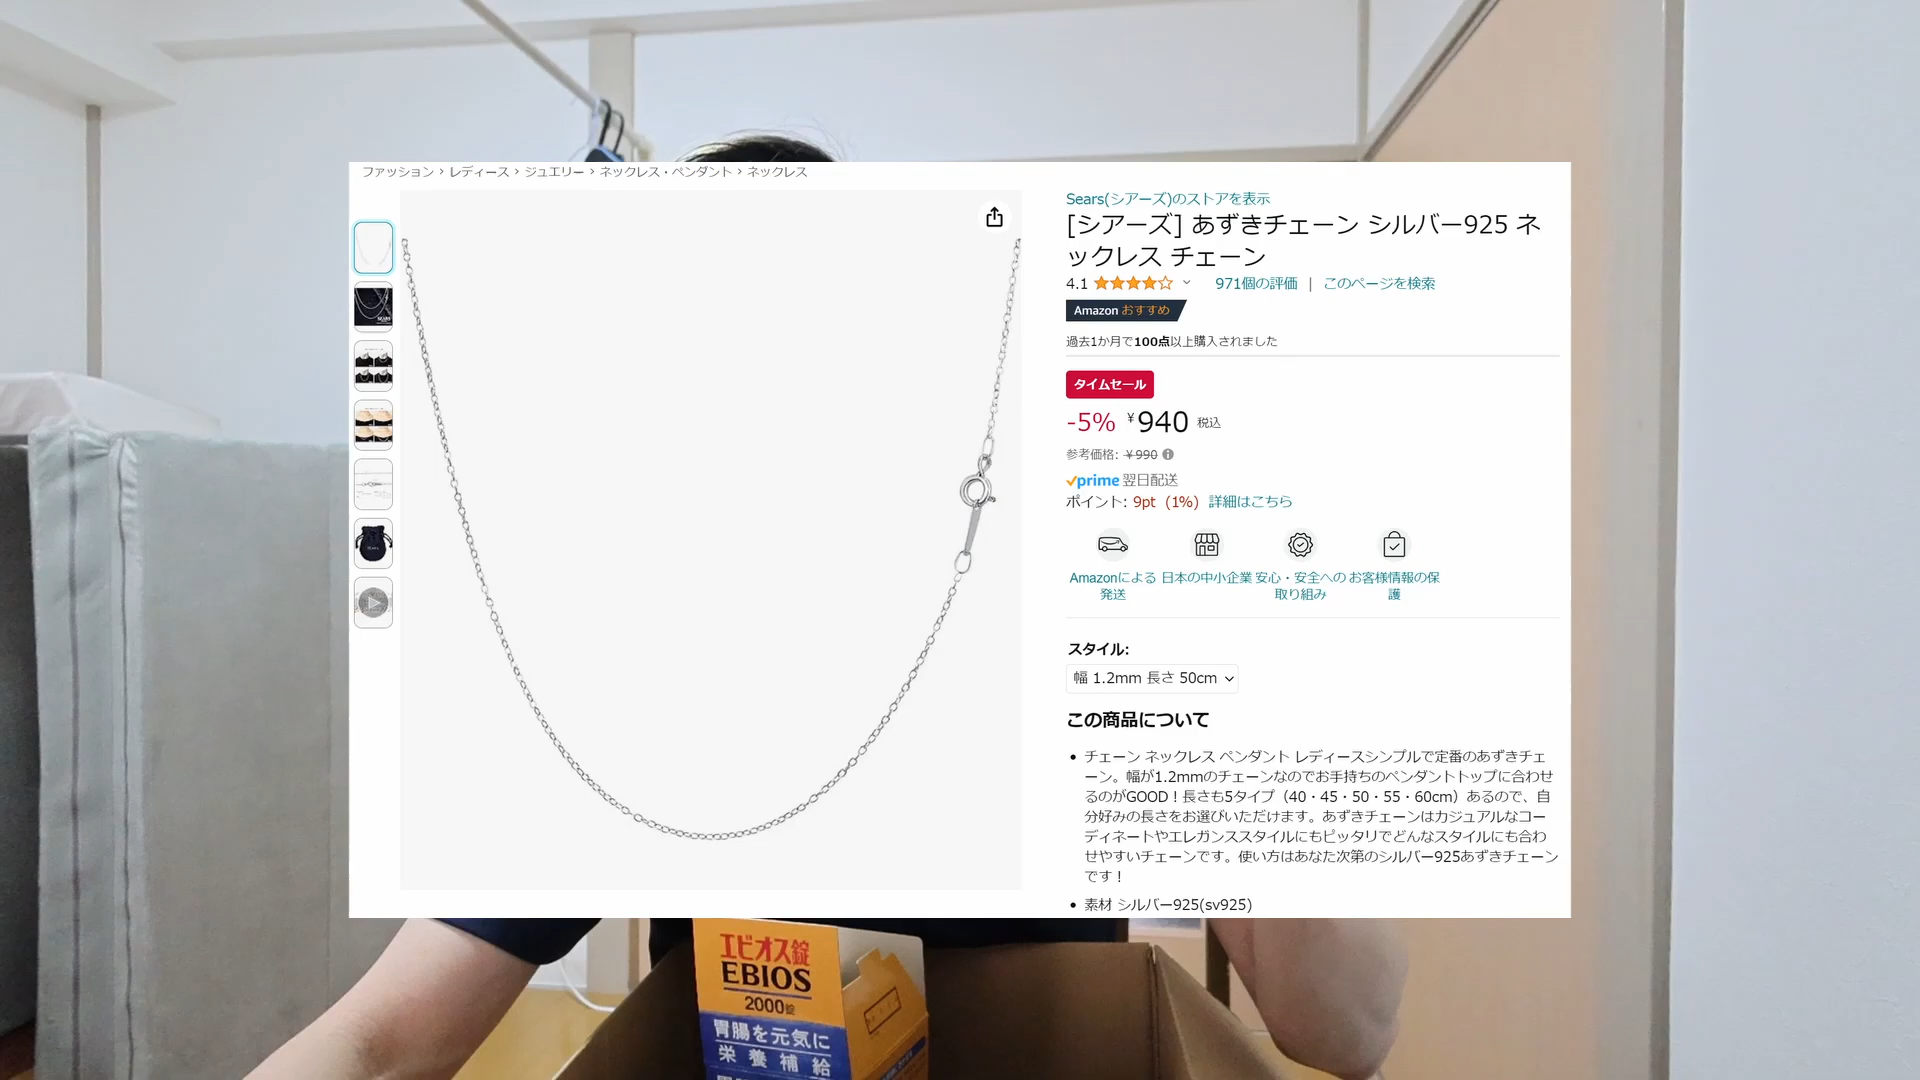 ファッション › レディース › ジュエリー › ネックレス・ペンダント › ネックレス
Sears(シアーズ)のストアを表示
[シアーズ] あずきチェーン シルバー925 ネ
ックレス チェーン
4.1 971個の評価 | このページを検索
Amazon おすすめ
過去1か月で100点以上購入されました
タイムセール
-5% ¥940 税込
参考価格: ¥990
prime 翌日配送
ポイント: 9pt (1%) 詳細はこちら
Amazonによる 日本の中小企業 安心・安全への お客様情報の保
発送 取り組み 護
スタイル:
幅 1.2mm 長さ 50cm
この商品について
• チェーン ネックレス ペンダント レディースシンプルで定番のあずきチェ
ーン。幅が1.2mmのチェーンなのでお手持ちのペンダントトップに合わせ
るのがGOOD！長さも5タイプ（40・45・50・55・60cm）あるので、自
分好みの長さをお選びいただけます。あずきチェーンはカジュアルなコー
ディネートやエレガンススタイルにもピッタリでどんなスタイルにも合わ
せやすいチェーンです。使い方はあなた次第のシルバー925あずきチェーン
です！
• 素材 シルバー925(sv925)
エビオス錠
EBIOS
2000錠
胃腸を元気に
栄養補給